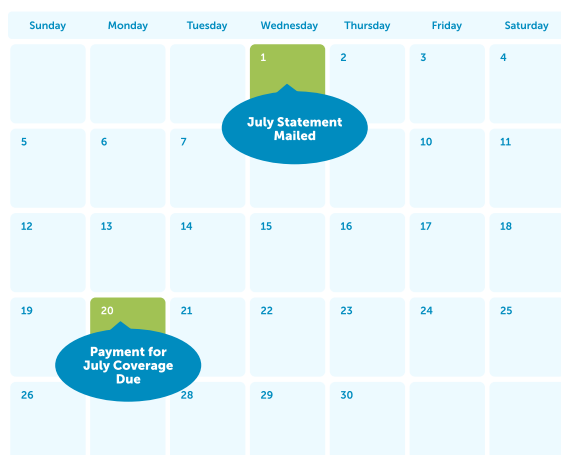 Sunday Monday Tuesday Wednesday Thursday Friday Saturday
1 2 3 4
July Statement
Mailed
5 6 7 10 11
12 13 14 15 16 17 18
19 20 21 22 23 24 25
Payment for
July Coverage
Due
26 28 29 30